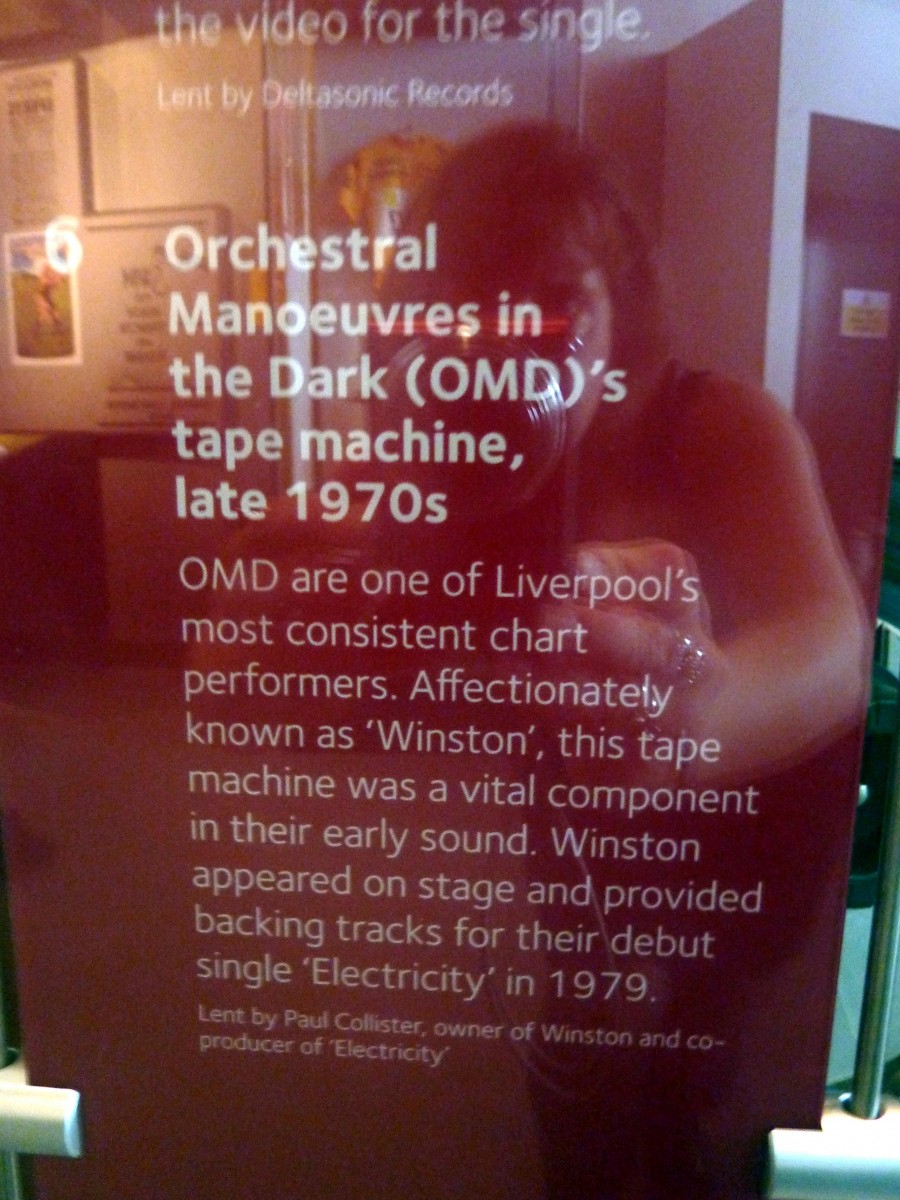 the video for the single.
Lent by Deltasonic Records
6 Orchestral
Manoeuvres in
the Dark (OMD)’s
tape machine,
late 1970s
OMD are one of Liverpool’s
most consistent chart
performers. Affectionately
known as ‘Winston’, this tape
machine was a vital component
in their early sound. Winston
appeared on stage and provided
backing tracks for their debut
single ‘Electricity’ in 1979.
Lent by Paul Collister, owner of Winston and co-
producer of ‘Electricity’